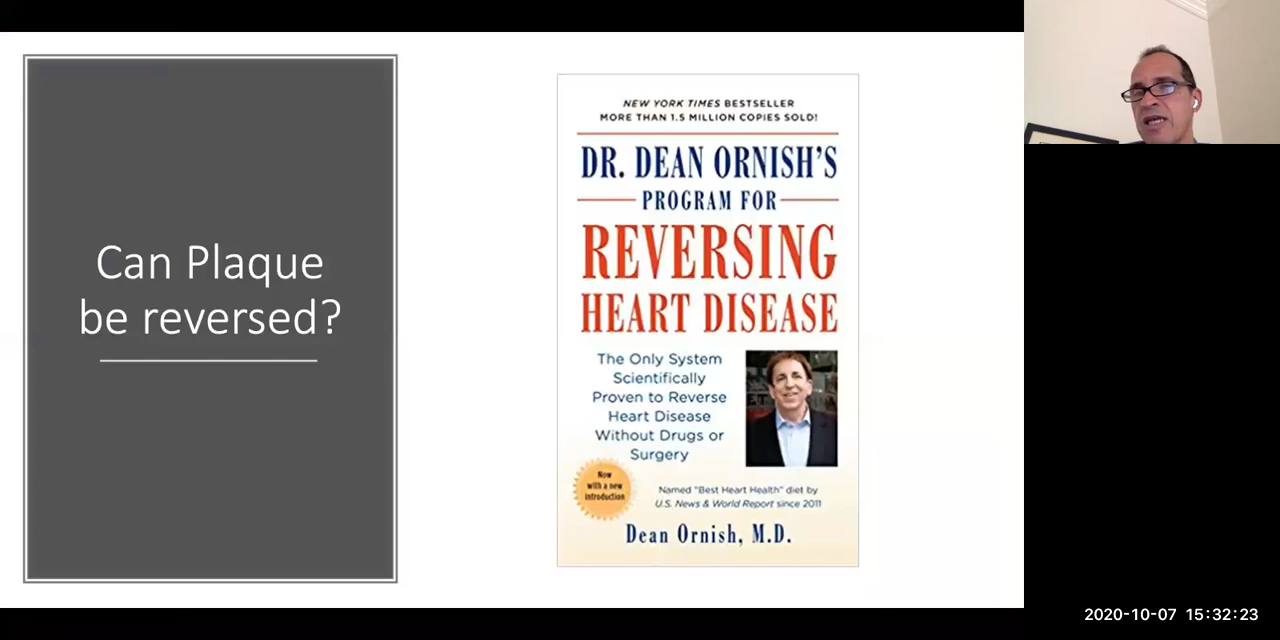 Can Plaque
be reversed?
NEW YORK TIMES BESTSELLER
MORE THAN 1.5 MILLION COPIES SOLD!
DR. DEAN ORNISH'S
PROGRAM FOR
REVERSING
HEART DISEASE
The Only System
Scientifically
Proven to Reverse
Heart Disease
Without Drugs or
Surgery
Now
with a new
introduction
Named "Best Heart Health" diet by
U.S. News & World Report since 2011
Dean Ornish, M.D.
2020-10-07 15:32:23